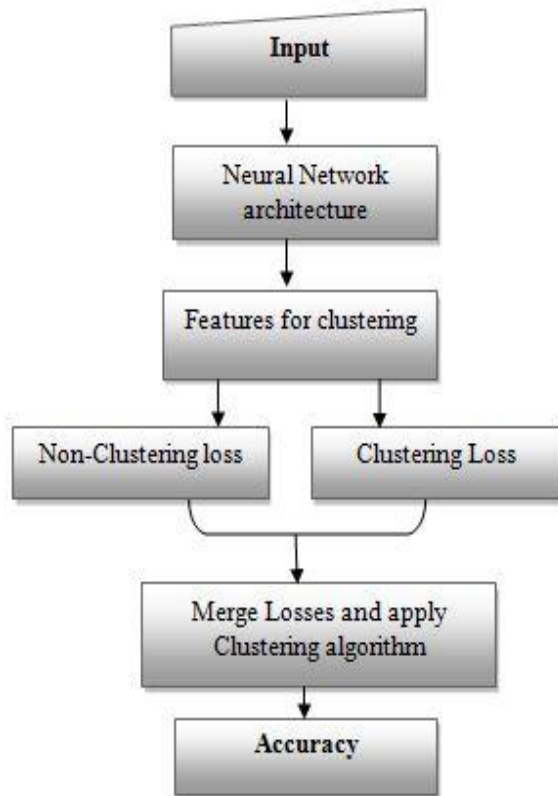 Input
Neural Network
architecture
Features for clustering
Non-Clustering loss
Clustering Loss
Merge Losses and apply
Clustering algorithm
Accuracy